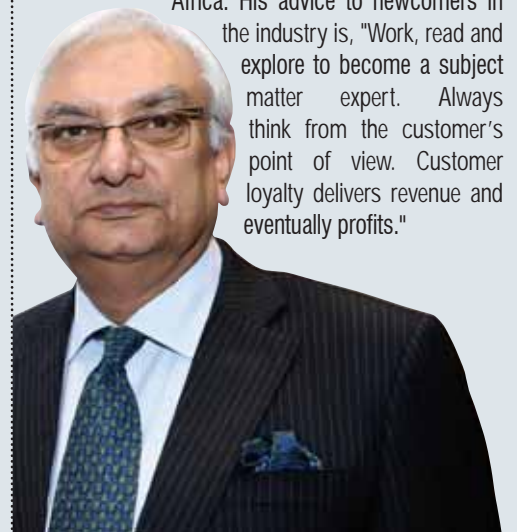 Africa. His advice to newcomers in
the industry is, "Work, read and
explore to become a subject
matter expert. Always
think from the customer's
point of view. Customer
loyalty delivers revenue and
eventually profits."